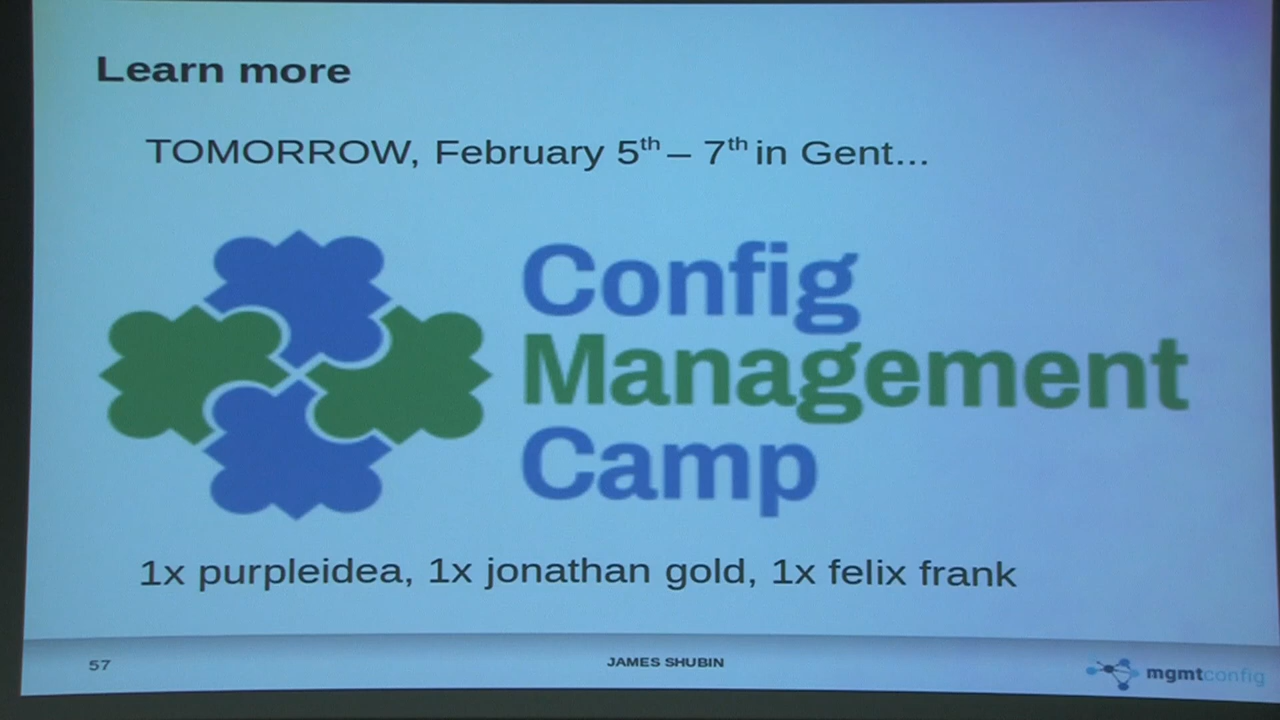 Learn more
TOMORROW, February 5th – 7th in Gent...
Config
Management
Camp
1x purpleidea, 1x jonathan gold, 1x felix frank
57
JAMES SHUBIN
mgmtconfig